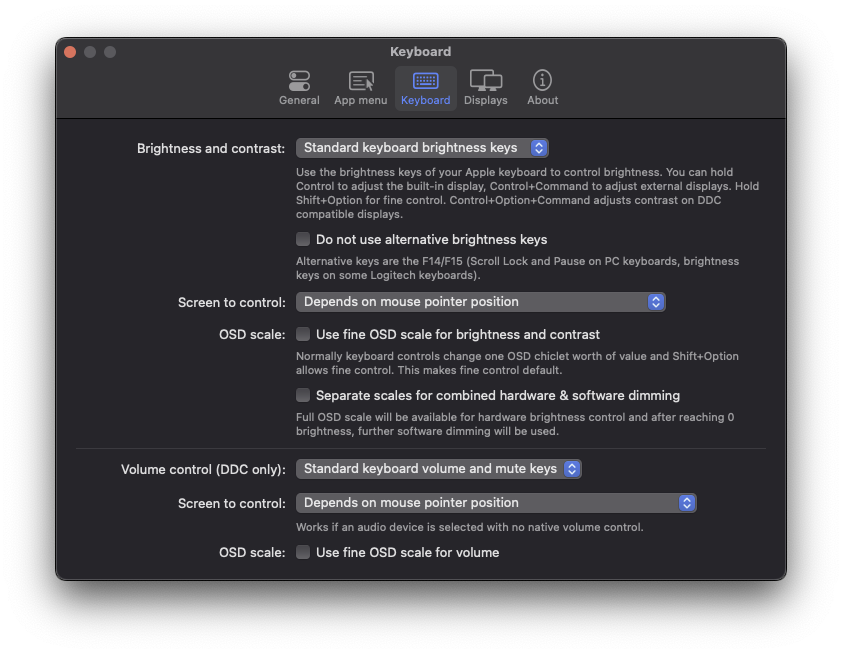 Keyboard
General App menu Keyboard Displays About
Brightness and contrast: Standard keyboard brightness keys
Use the brightness keys of your Apple keyboard to control brightness. You can hold
Control to adjust the built-in display, Control+Command to adjust external displays. Hold
Shift+Option for fine control. Control+Option+Command adjusts contrast on DDC
compatible displays.
Do not use alternative brightness keys
Alternative keys are the F14/F15 (Scroll Lock and Pause on PC keyboards, brightness
keys on some Logitech keyboards).
Screen to control: Depends on mouse pointer position
OSD scale: Use fine OSD scale for brightness and contrast
Normally keyboard controls change one OSD chiclet worth of value and Shift+Option
allows fine control. This makes fine control default.
Separate scales for combined hardware & software dimming
Full OSD scale will be available for hardware brightness control and after reaching 0
brightness, further software dimming will be used.
Volume control (DDC only): Standard keyboard volume and mute keys
Screen to control: Depends on mouse pointer position
Works if an audio device is selected with no native volume control.
OSD scale: Use fine OSD scale for volume